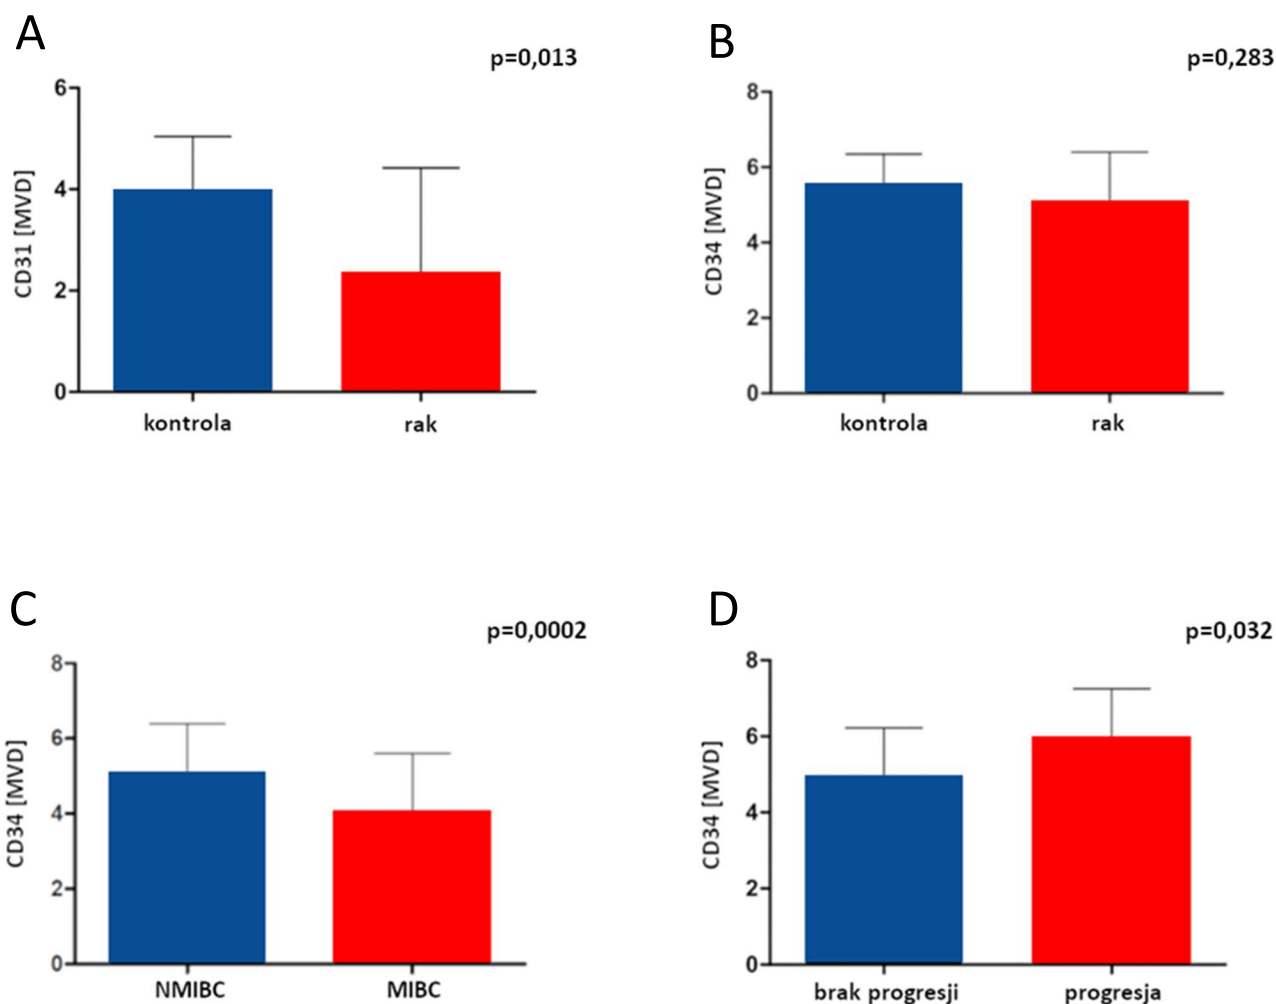 A
p=0,013
CD31 [MVD]
6
4
2
0
kontrola
rak
B
p=0,283
CD34 [MVD]
8
6
4
2
0
kontrola
rak
C
p=0,0002
CD34 [MVD]
8
6
4
2
0
NMIBC
MIBC
D
p=0,032
CD34 [MVD]
8
6
4
2
0
brak progresji
progresja